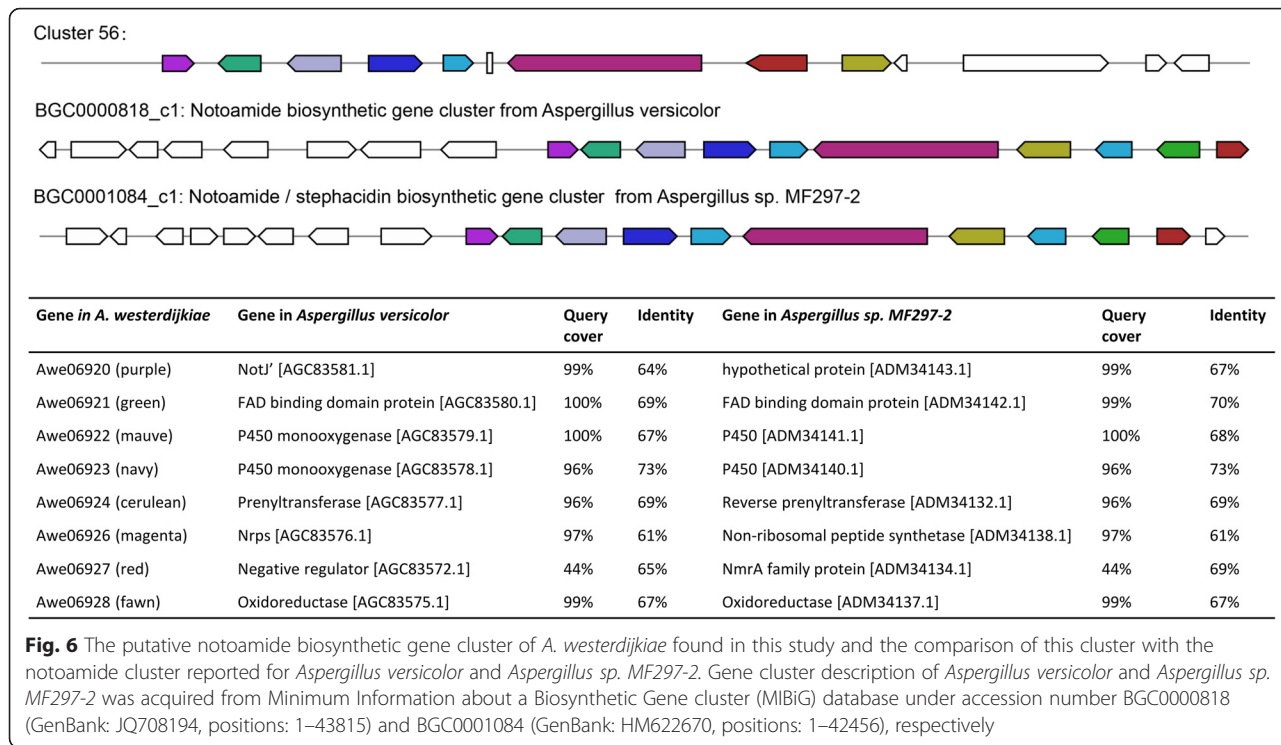 Cluster 56:
BGC0000818_c1: Notoamide biosynthetic gene cluster from Aspergillus versicolor
BGC0001084_c1: Notoamide / stephacidin biosynthetic gene cluster from Aspergillus sp. MF297-2
Gene in A. westerdijkiae Gene in Aspergillus versicolor Query cover Identity Gene in Aspergillus sp. MF297-2 Query cover Identity
Awe06920 (purple) NotJ’ [AGC83581.1] 99% 64% hypothetical protein [ADM34143.1] 99% 67%
Awe06921 (green) FAD binding domain protein [AGC83580.1] 100% 69% FAD binding domain protein [ADM34142.1] 99% 70%
Awe06922 (mauve) P450 monooxygenase [AGC83579.1] 100% 67% P450 [ADM34141.1] 100% 68%
Awe06923 (navy) P450 monooxygenase [AGC83578.1] 96% 73% P450 [ADM34140.1] 96% 73%
Awe06924 (cerulean) Prenyltransferase [AGC83577.1] 96% 69% Reverse prenyltransferase [ADM34132.1] 96% 69%
Awe06926 (magenta) Nrps [AGC83576.1] 97% 61% Non-ribosomal peptide synthetase [ADM34138.1] 97% 61%
Awe06927 (red) Negative regulator [AGC83572.1] 44% 65% NmrA family protein [ADM34134.1] 44% 69%
Awe06928 (fawn) Oxidoreductase [AGC83575.1] 99% 67% Oxidoreductase [ADM34137.1] 99% 67%
Fig. 6 The putative notoamide biosynthetic gene cluster of A. westerdijkiae found in this study and the comparison of this cluster with the
notoamide cluster reported for Aspergillus versicolor and Aspergillus sp. MF297-2. Gene cluster description of Aspergillus versicolor and Aspergillus sp.
MF297-2 was acquired from Minimum Information about a Biosynthetic Gene cluster (MIBiG) database under accession number BGC0000818
(GenBank: JQ708194, positions: 1–43815) and BGC0001084 (GenBank: HM622670, positions: 1–42456), respectively